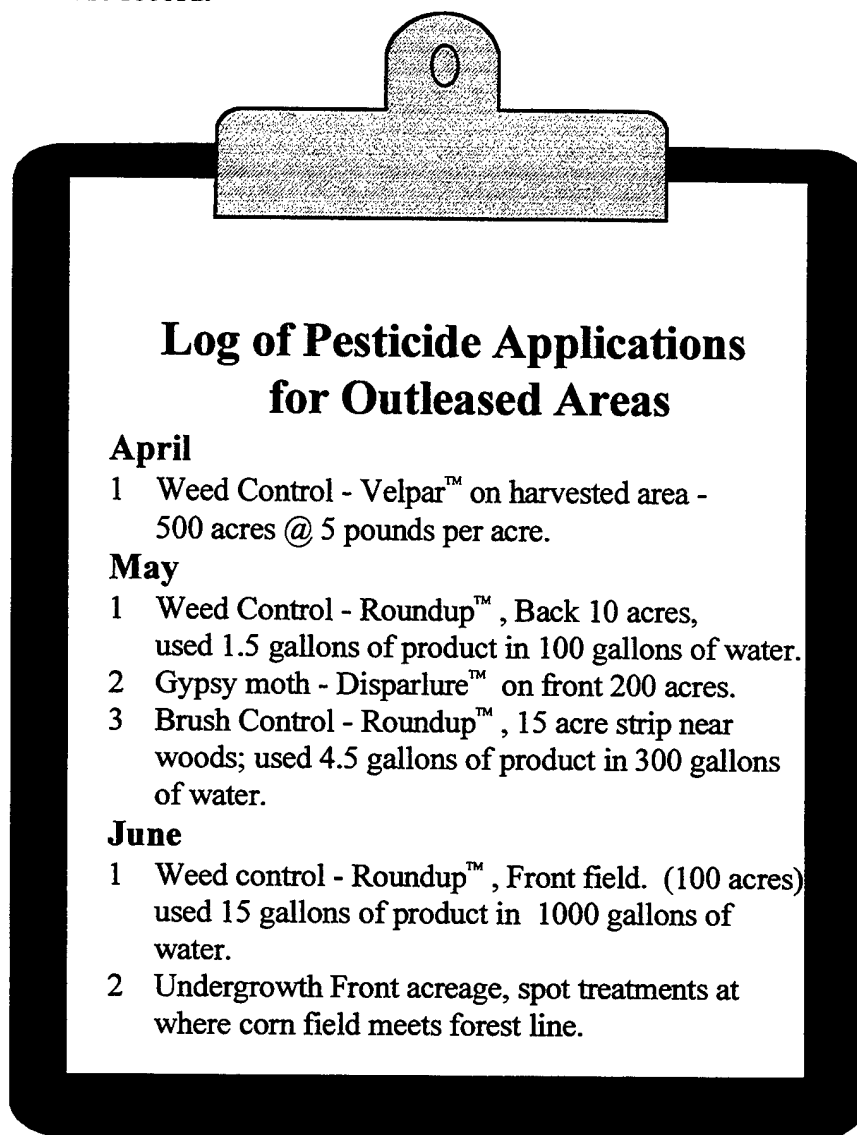 Log of Pesticide Applications
for Outleased Areas
April
1 Weed Control - Velpar™ on harvested area -
500 acres @ 5 pounds per acre.
May
1 Weed Control - Roundup™ , Back 10 acres,
used 1.5 gallons of product in 100 gallons of water.
2 Gypsy moth - Disparlure™ on front 200 acres.
3 Brush Control - Roundup™ , 15 acre strip near
woods; used 4.5 gallons of product in 300 gallons
of water.
June
1 Weed control - Roundup™ , Front field. (100 acres)
used 15 gallons of product in 1000 gallons of
water.
2 Undergrowth Front acreage, spot treatments at
where corn field meets forest line.